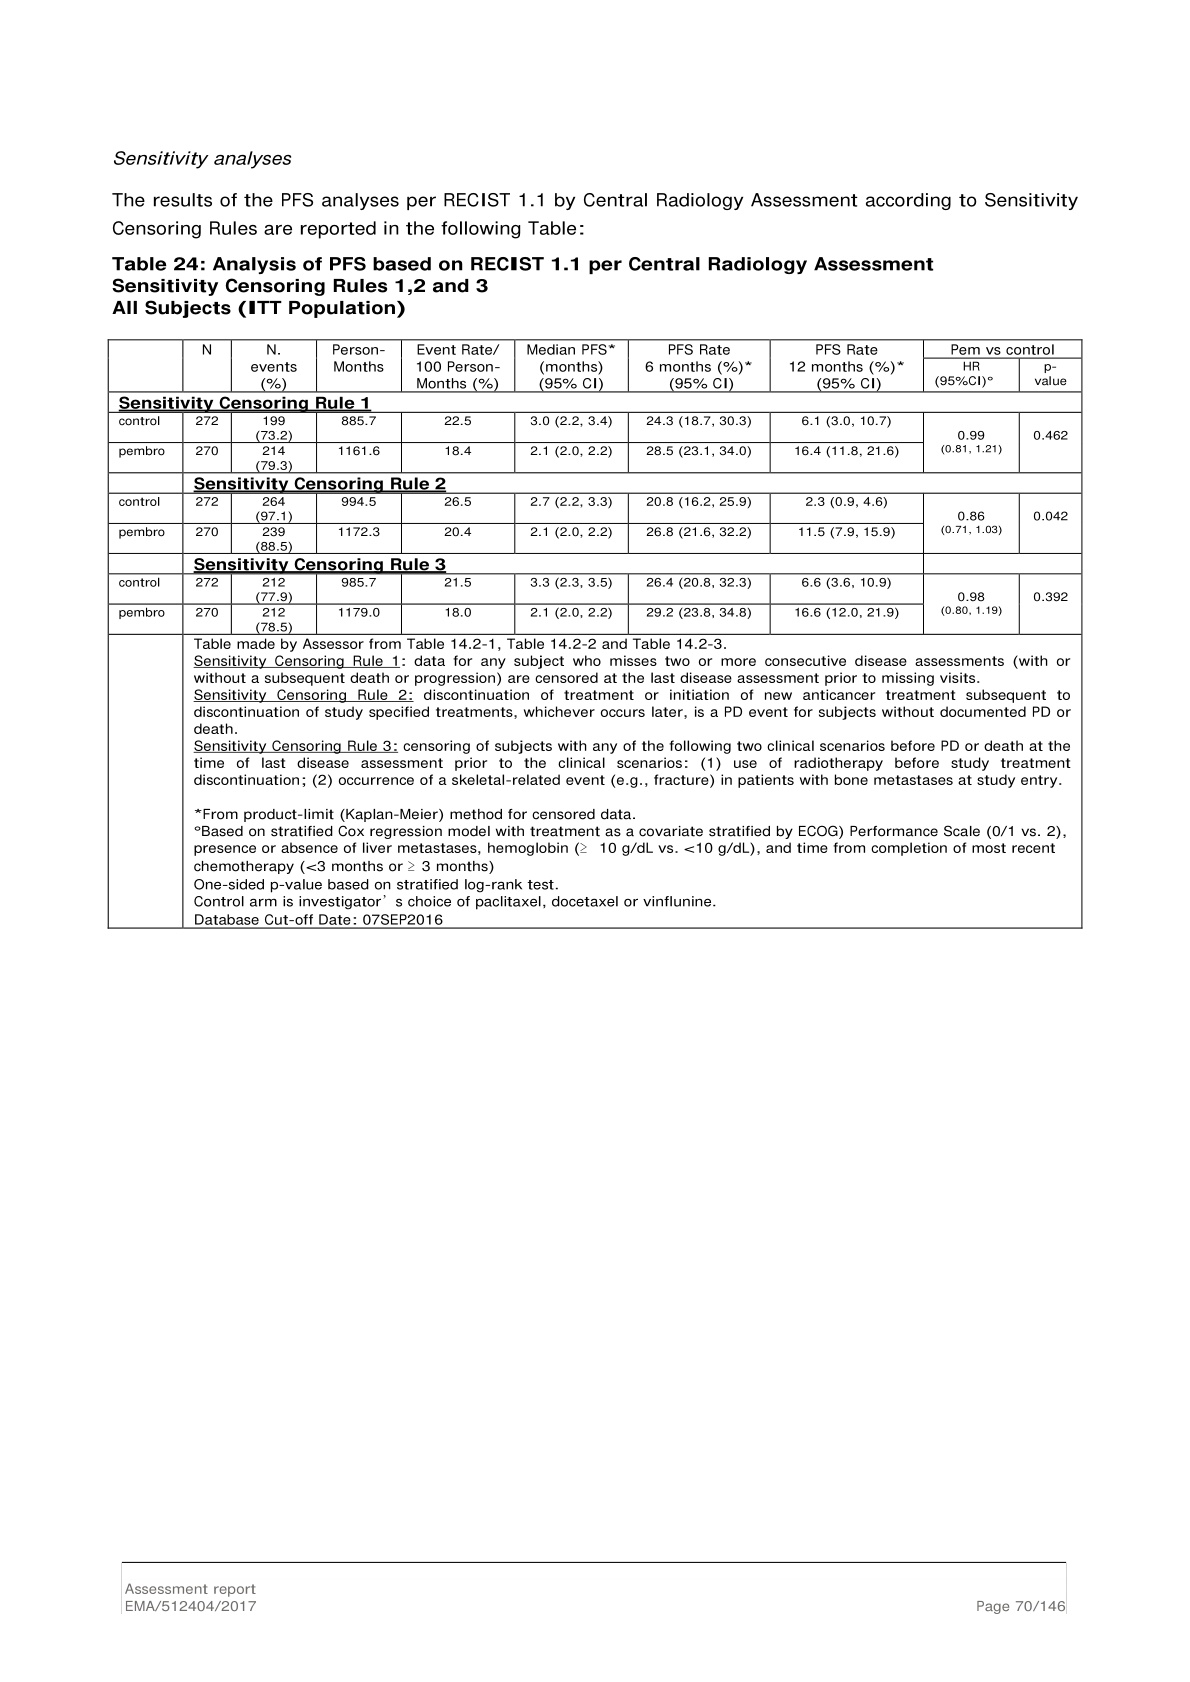 Sensitivity analyses
The results of the PFS analyses per RECIST 1.1 by Central Radiology Assessment according to Sensitivity
Censoring Rules are reported in the following Table:
Table 24: Analysis of PFS based on RECIST 1.1 per Central Radiology Assessment
Sensitivity Censoring Rules 1,2 and 3
All Subjects (ITT Population)
N N. Person- Event Rate/ Median PFS* PFS Rate PFS Rate Pem vs control
events Months 100 Person- (months) 6 months (%)* 12 months (%)* HR p-
(%) Months (%) (95% CI) (95% CI) (95% CI) (95%CI)° value
Sensitivity Censoring Rule 1
control 272 199 885.7 22.5 3.0 (2.2, 3.4) 24.3 (18.7, 30.3) 6.1 (3.0, 10.7)
(73.2) 0.99 0.462
pembro 270 214 1161.6 18.4 2.1 (2.0, 2.2) 28.5 (23.1, 34.0) 16.4 (11.8, 21.6) (0.81, 1.21)
(79.3)
Sensitivity Censoring Rule 2
control 272 264 994.5 26.5 2.7 (2.2, 3.3) 20.8 (16.2, 25.9) 2.3 (0.9, 4.6)
(97.1) 0.86 0.042
pembro 270 239 1172.3 20.4 2.1 (2.0, 2.2) 26.8 (21.6, 32.2) 11.5 (7.9, 15.9) (0.71, 1.03)
(88.5)
Sensitivity Censoring Rule 3
control 272 212 985.7 21.5 3.3 (2.3, 3.5) 26.4 (20.8, 32.3) 6.6 (3.6, 10.9)
(77.9) 0.98 0.392
pembro 270 212 1179.0 18.0 2.1 (2.0, 2.2) 29.2 (23.8, 34.8) 16.6 (12.0, 21.9) (0.80, 1.19)
(78.5)
Table made by Assessor from Table 14.2-1, Table 14.2-2 and Table 14.2-3.
Sensitivity Censoring Rule 1: data for any subject who misses two or more consecutive disease assessments (with or
without a subsequent death or progression) are censored at the last disease assessment prior to missing visits.
Sensitivity Censoring Rule 2: discontinuation of treatment or initiation of new anticancer treatment subsequent to
discontinuation of study specified treatments, whichever occurs later, is a PD event for subjects without documented PD or
death.
Sensitivity Censoring Rule 3: censoring of subjects with any of the following two clinical scenarios before PD or death at the
time of last disease assessment prior to the clinical scenarios: (1) use of radiotherapy before study treatment
discontinuation; (2) occurrence of a skeletal-related event (e.g., fracture) in patients with bone metastases at study entry.
*From product-limit (Kaplan-Meier) method for censored data.
°Based on stratified Cox regression model with treatment as a covariate stratified by ECOG) Performance Scale (0/1 vs. 2),
presence or absence of liver metastases, hemoglobin (≥ 10 g/dL vs. <10 g/dL), and time from completion of most recent
chemotherapy (<3 months or ≥ 3 months)
One-sided p-value based on stratified log-rank test.
Control arm is investigator’s choice of paclitaxel, docetaxel or vinflunine.
Database Cut-off Date: 07SEP2016
Assessment report
EMA/512404/2017 Page 70/146